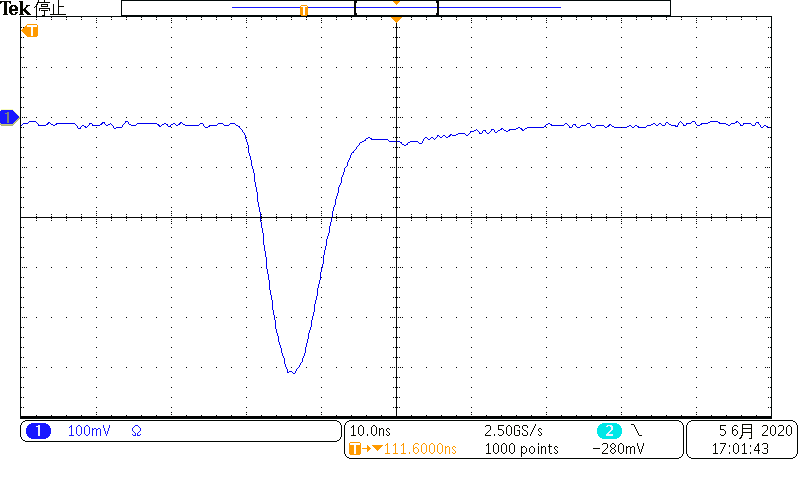 Tek 停止
T
T
1
1 100mV Ω
10.0ns 2.50GS/s 2
T→▼111.6000ns 1000 points −280mV
5 6月 2020
17:01:43